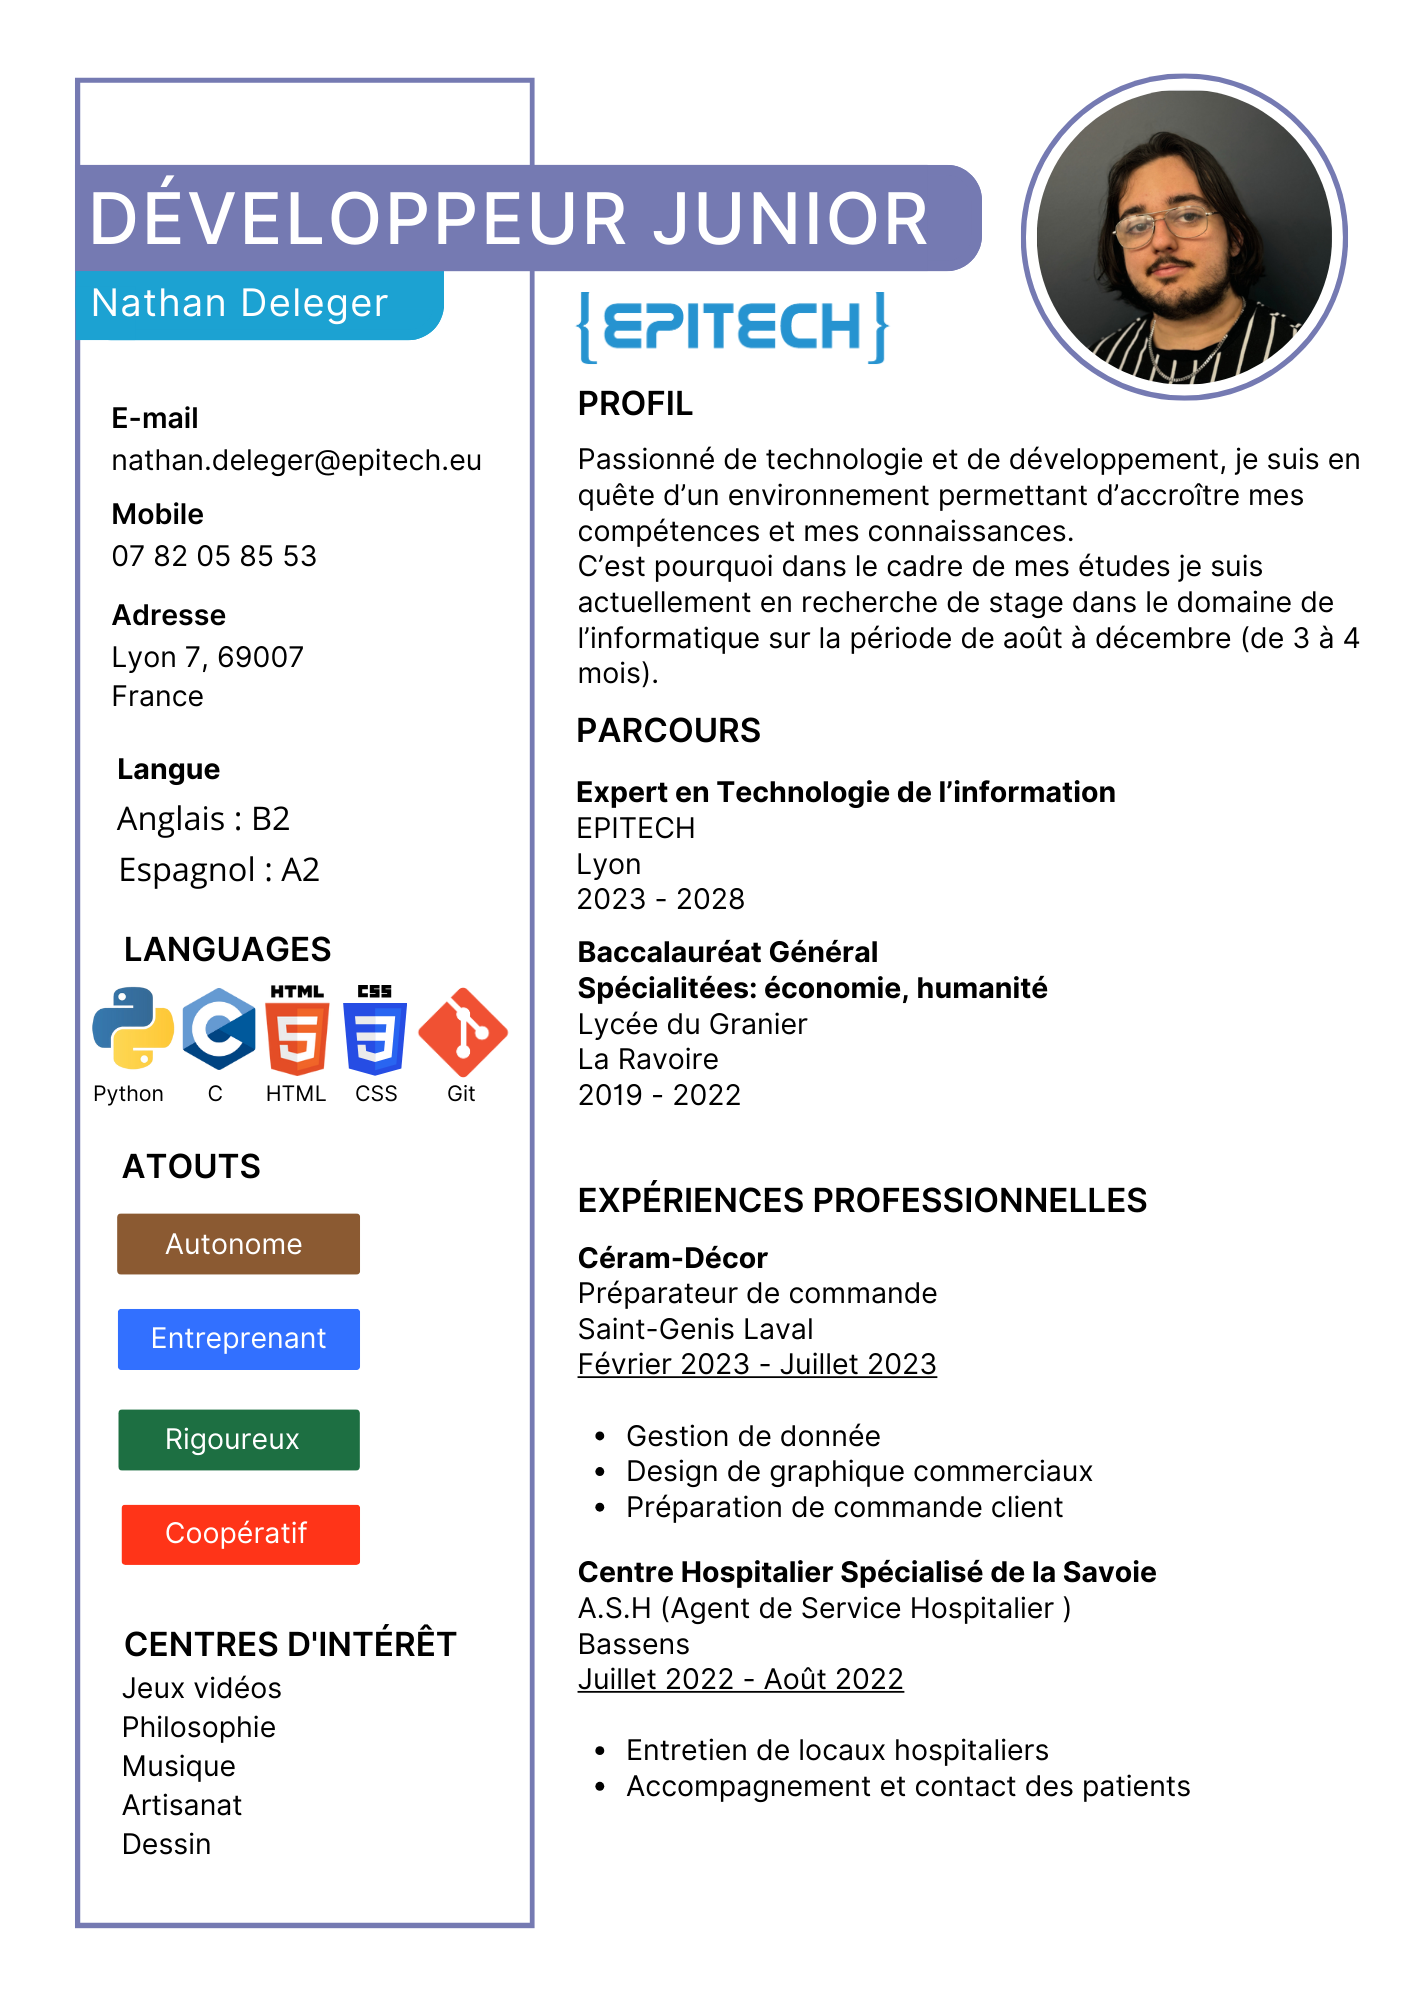 DÉVELOPPEUR JUNIOR
Nathan Deleger
E-mail
nathan.deleger@epitech.eu
Mobile
07 82 05 85 53
Adresse
Lyon 7, 69007
France
Langue
Anglais : B2
Espagnol : A2
LANGUAGES
HTML CSS
Python C HTML CSS Git
ATOUTS
Autonome
Entreprenant
Rigoureux
Coopératif
CENTRES D'INTÉRÊT
Jeux vidéos
Philosophie
Musique
Artisanat
Dessin
{EPITECH}
PROFIL
Passionné de technologie et de développement, je suis en
quête d’un environnement permettant d’accroître mes
compétences et mes connaissances.
C’est pourquoi dans le cadre de mes études je suis
actuellement en recherche de stage dans le domaine de
l’informatique sur la période de août à décembre (de 3 à 4
mois).
PARCOURS
Expert en Technologie de l’information
EPITECH
Lyon
2023 - 2028
Baccalauréat Général
Spécialitées: économie, humanité
Lycée du Granier
La Ravoire
2019 - 2022
EXPÉRIENCES PROFESSIONNELLES
Céram-Décor
Préparateur de commande
Saint-Genis Laval
Février 2023 - Juillet 2023
• Gestion de donnée
• Design de graphique commerciaux
• Préparation de commande client
Centre Hospitalier Spécialisé de la Savoie
A.S.H (Agent de Service Hospitalier )
Bassens
Juillet 2022 - Août 2022
• Entretien de locaux hospitaliers
• Accompagnement et contact des patients